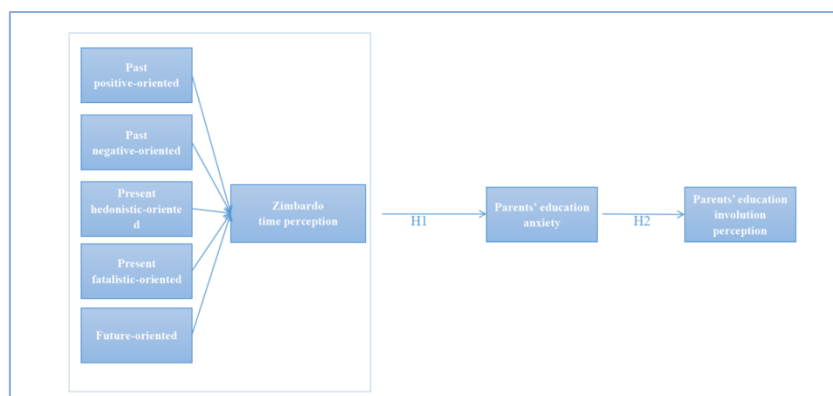 Past
positive-oriented
Past
negative-oriented
Present
hedonistic-oriente
d
Present
fatalistic-oriented
Future-oriented
Zimbardo
time perception
H1
Parents' education
anxiety
H2
Parents' education
involution
perception